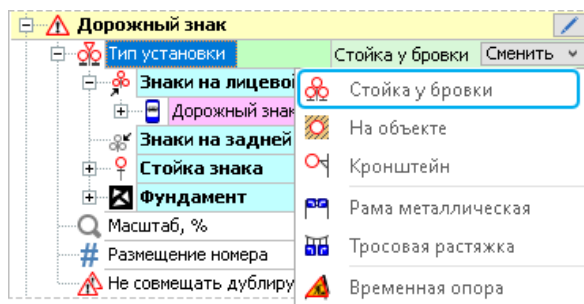 Дорожный знак
Тип установки Стойка у бровки Сменить
Знаки на лицевой
Дорожный знак
Знаки на задней
Стойка знака
Фундамент
Масштаб, %
# Размещение номера
Не совмещать дублиру
Стойка у бровки
На объекте
Кронштейн
Рама металлическая
Тросовая растяжка
Временная опора